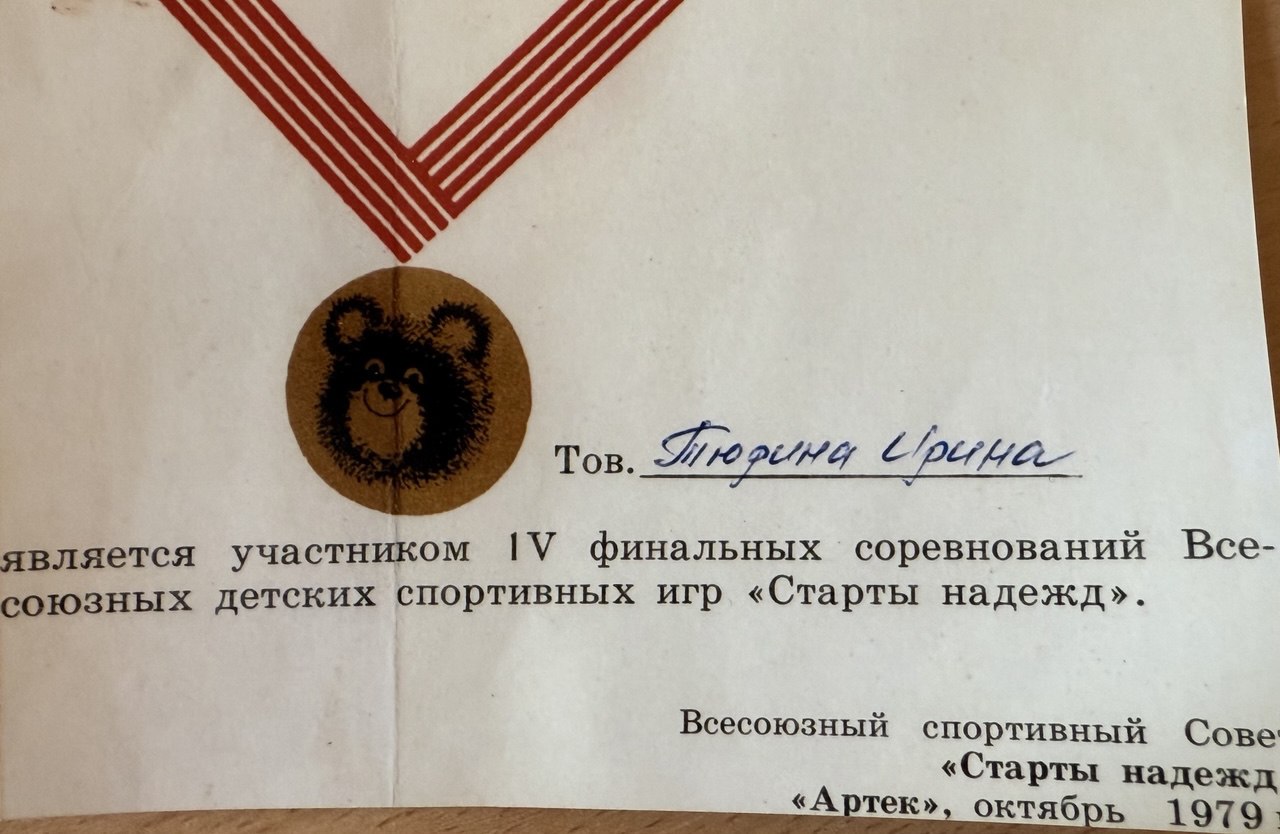 Тов. Тюрина Ирина
является участником IV финальных соревнований Все-
союзных детских спортивных игр «Старты надежд».
Всесоюзный спортивный Сове
«Старты надежд
«Артек», октябрь 1979